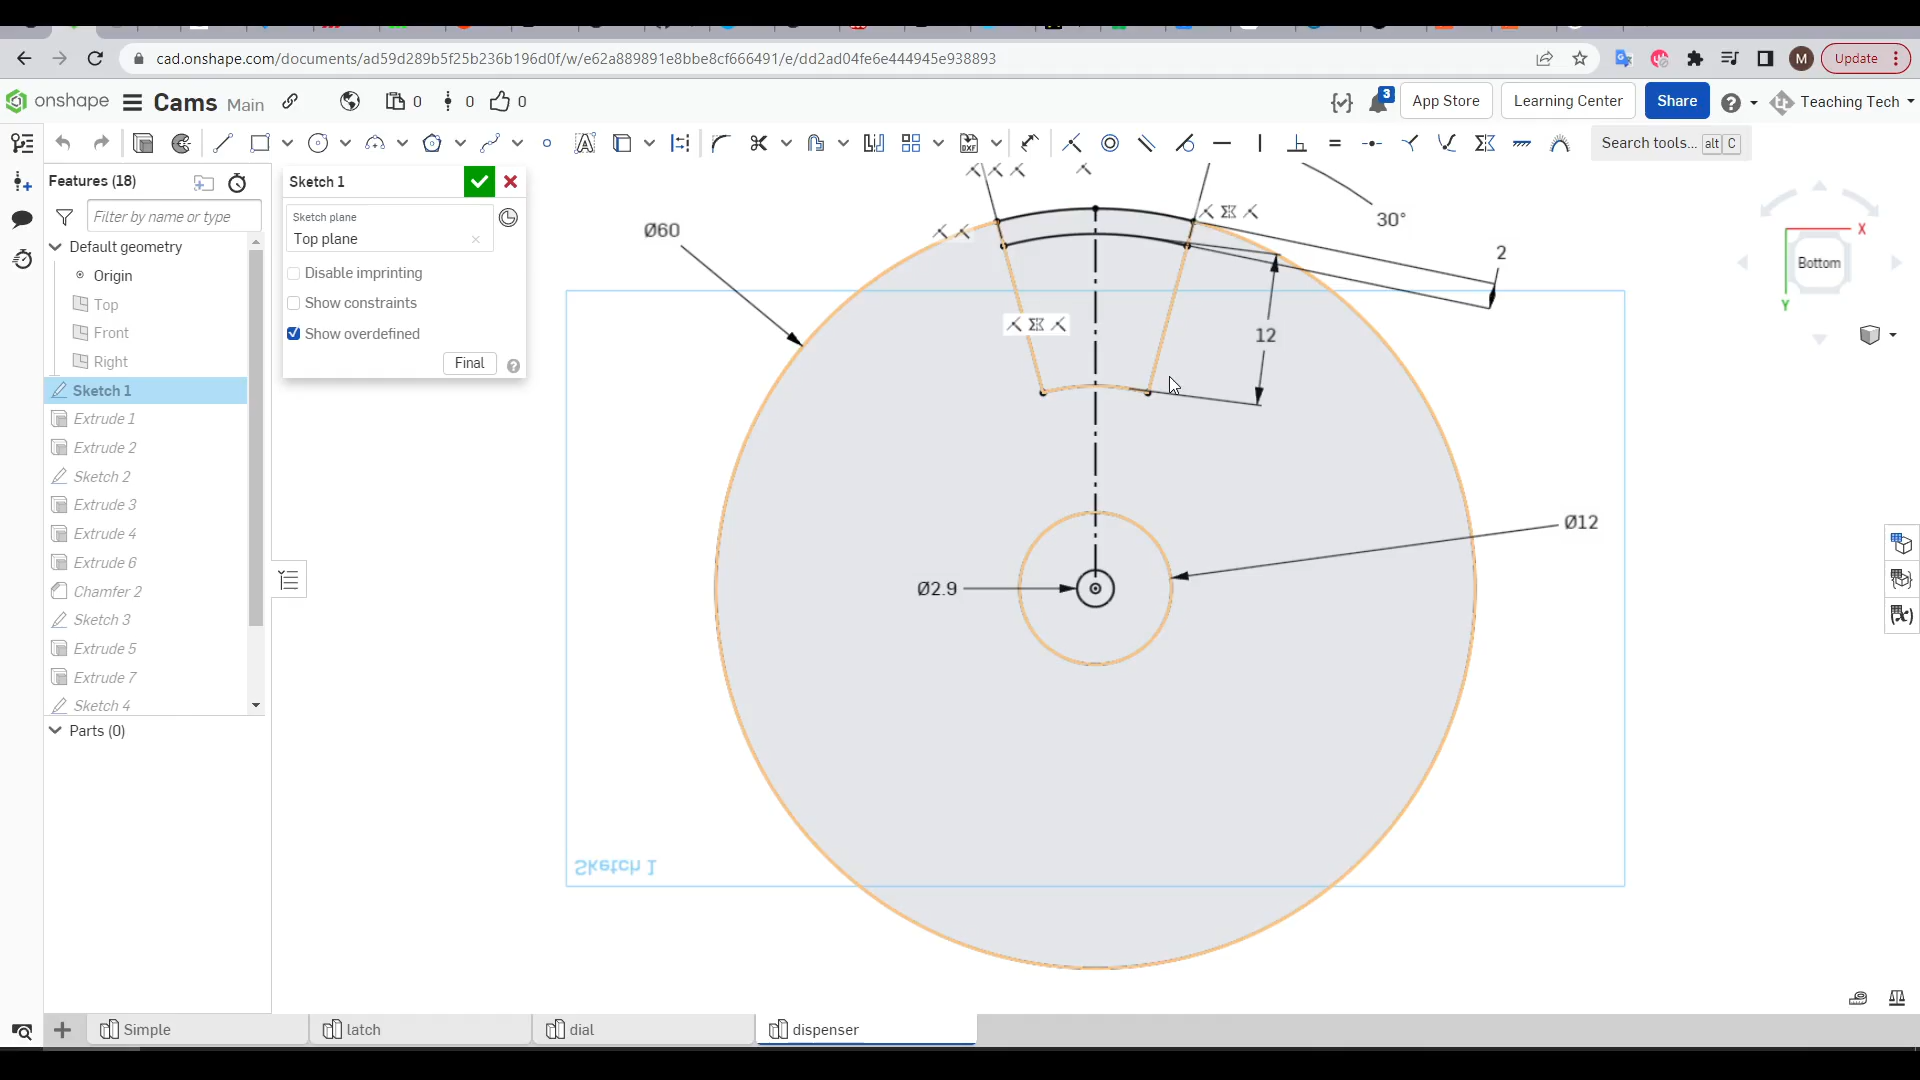 cad.onshape.com/documents/ad59d289b5f25b236b196d0f/w/e62a889891e8bbe8cf666491/e/dd2ad04fe6e444945e938893
M
Update
onshape
Cams
Main
0
0
0
3
App Store
Learning Center
Share
Teaching Tech
Search tools...
alt
C
Features (18)
Filter by name or type
Default geometry
Origin
Top
Front
Right
Sketch 1
Extrude 1
Extrude 2
Sketch 2
Extrude 3
Extrude 4
Extrude 6
Chamfer 2
Sketch 3
Extrude 5
Extrude 7
Sketch 4
Parts (0)
Sketch 1
Sketch plane
Top plane
Disable imprinting
Show constraints
Show overdefined
Final
Ø60
30°
2
12
Ø12
Ø2.9
Sketch 1
X
Bottom
Y
Simple
latch
dial
dispenser